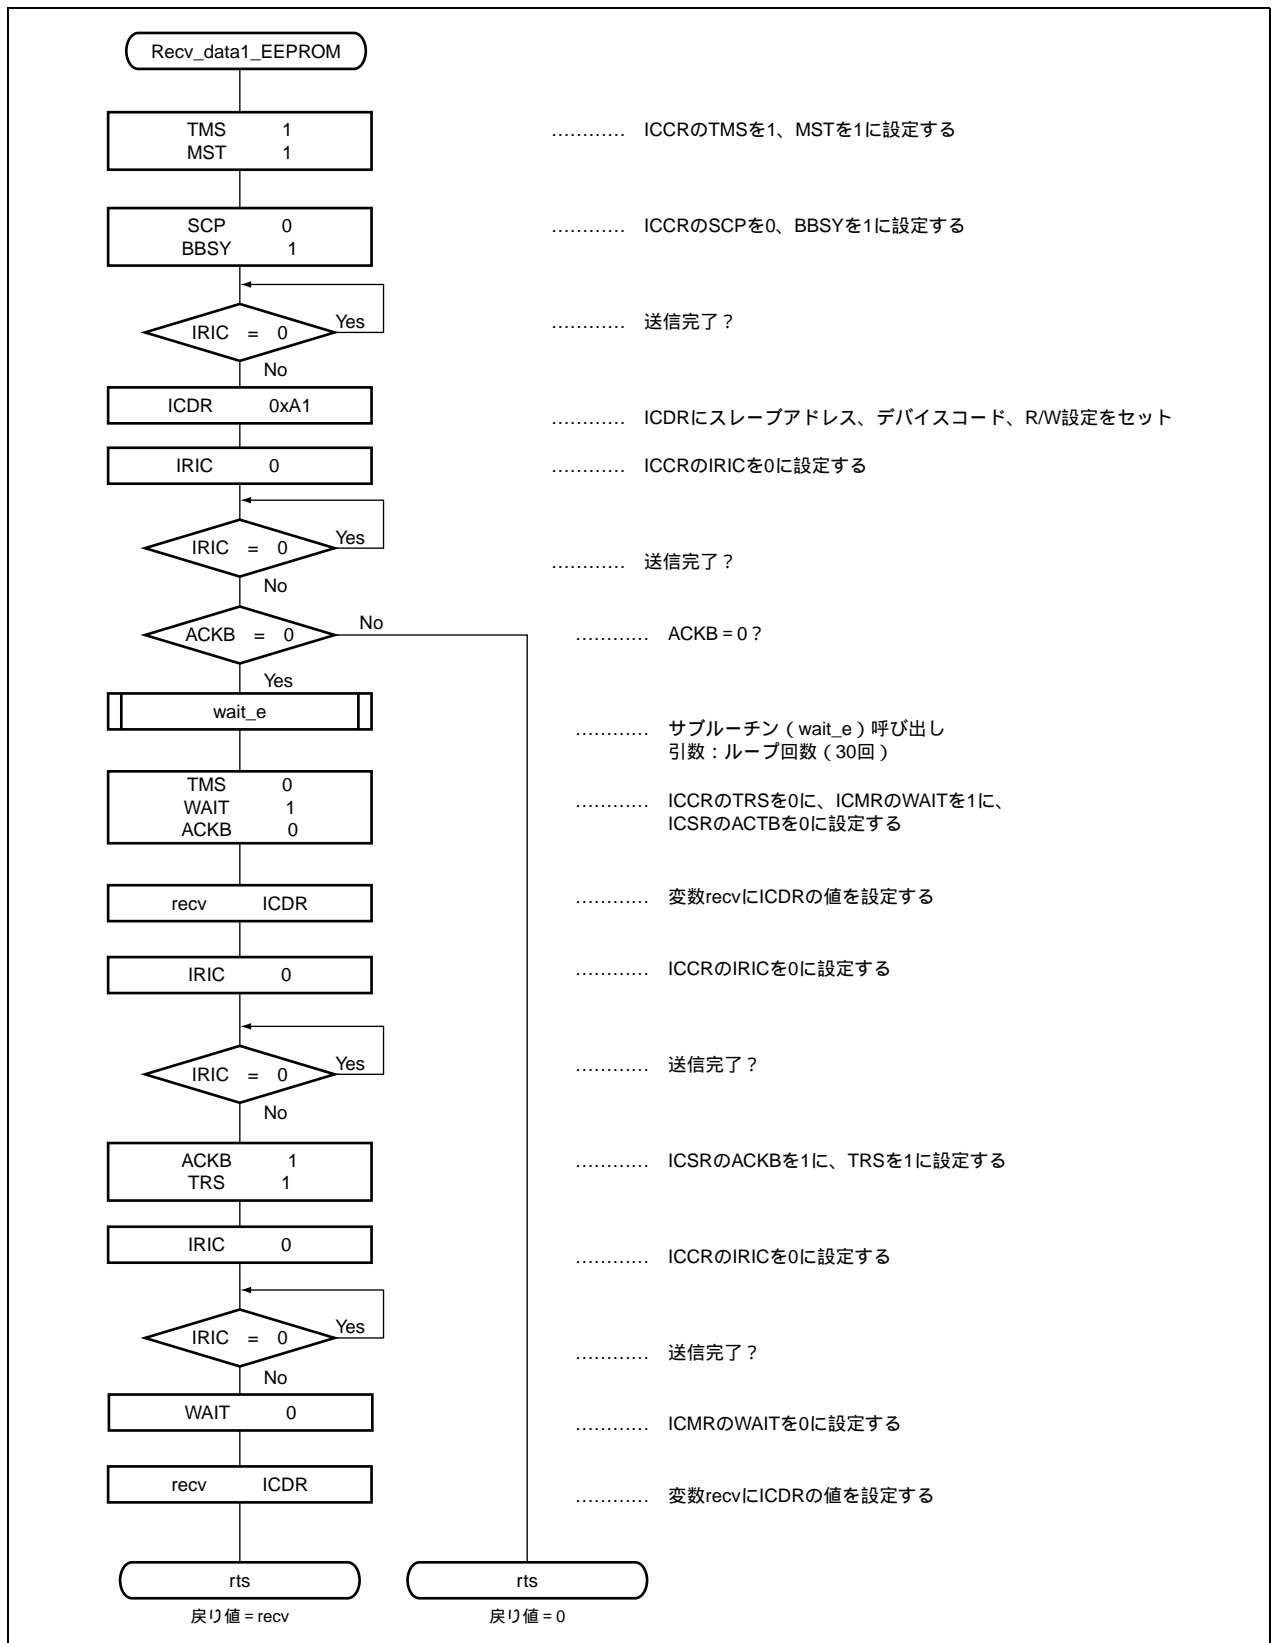 Recv_data1_EEPROM
TMS 1
MST 1
………… ICCRのTMSを1、MSTを1に設定する
SCP 0
BBSY 1
………… ICCRのSCPを0、BBSYを1に設定する
IRIC = 0
Yes
………… 送信完了？
No
ICDR 0xA1
………… ICDRにスレーブアドレス、デバイスコード、R/W設定をセット
IRIC 0
………… ICCRのIRICを0に設定する
IRIC = 0
Yes
………… 送信完了？
No
ACKB = 0
No
………… ACKB = 0？
Yes
wait_e
………… サブルーチン（wait_e）呼び出し
引数：ループ回数（30回）
TMS 0
WAIT 1
ACKB 0
………… ICCRのTRSを0に、ICMRのWAITを1に、
ICSRのACTBを0に設定する
recv ICDR
………… 変数recvにICDRの値を設定する
IRIC 0
………… ICCRのIRICを0に設定する
IRIC = 0
Yes
………… 送信完了？
No
ACKB 1
TRS 1
………… ICSRのACKBを1に、TRSを1に設定する
IRIC 0
………… ICCRのIRICを0に設定する
IRIC = 0
Yes
………… 送信完了？
No
WAIT 0
………… ICMRのWAITを0に設定する
recv ICDR
………… 変数recvにICDRの値を設定する
rts
rts
戻り値 = recv
戻り値 = 0